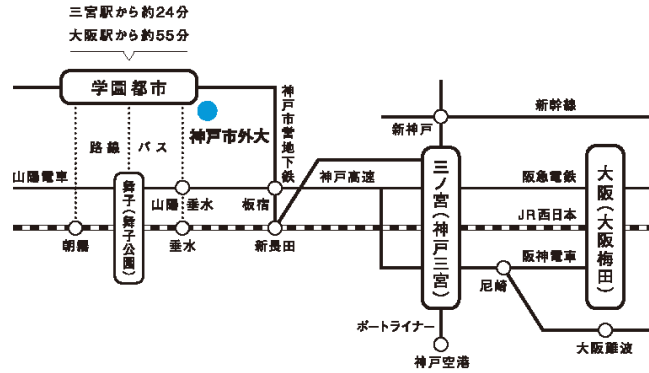 三宮駅から約24分
大阪駅から約55分
学園都市
神戸市外大
神戸市営地下鉄
路線 バス
新神戸
新幹線
山陽電車
舞子(舞子公園)
山陽 垂水
板宿
神戸高速
三ノ宮(神戸三宮)
阪急電鉄
大阪(大阪梅田)
JR西日本
朝霧
垂水
新長田
阪神電車
尼崎
ポートライナー
神戸空港
大阪難波